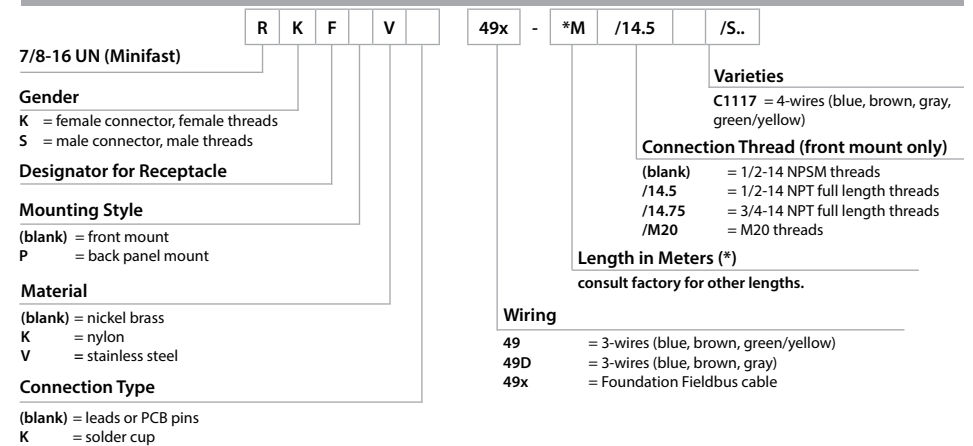 R K F V 49x - *M /14.5 /S..
7/8-16 UN (Minifast)
Gender
K = female connector, female threads
S = male connector, male threads
Designator for Receptacle
Mounting Style
(blank) = front mount
P = back panel mount
Material
(blank) = nickel brass
K = nylon
V = stainless steel
Connection Type
(blank) = leads or PCB pins
K = solder cup
Varieties
C1117 = 4-wires (blue, brown, gray,
green/yellow)
Connection Thread (front mount only)
(blank) = 1/2-14 NPSM threads
/14.5 = 1/2-14 NPT full length threads
/14.75 = 3/4-14 NPT full length threads
/M20 = M20 threads
Length in Meters (*)
consult factory for other lengths.
Wiring
49 = 3-wires (blue, brown, green/yellow)
49D = 3-wires (blue, brown, gray)
49x = Foundation Fieldbus cable